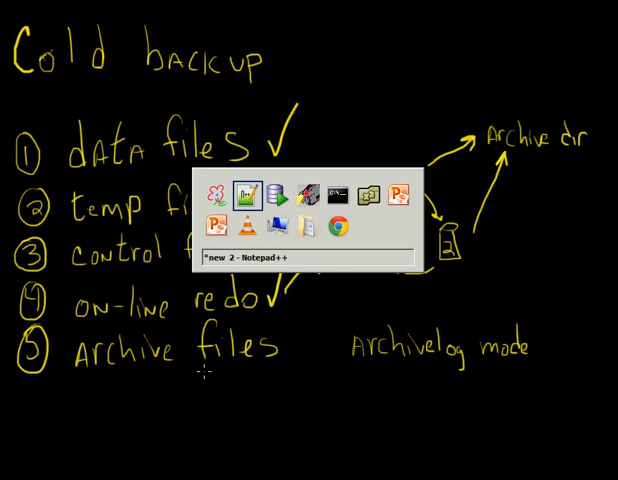 Cold backup
① data files ✓
Archive dir
② temp fi
③ control f
2
④ on-line redo ✓
⑤ Archive files
Archivelog mode
*new 2 - Notepad++